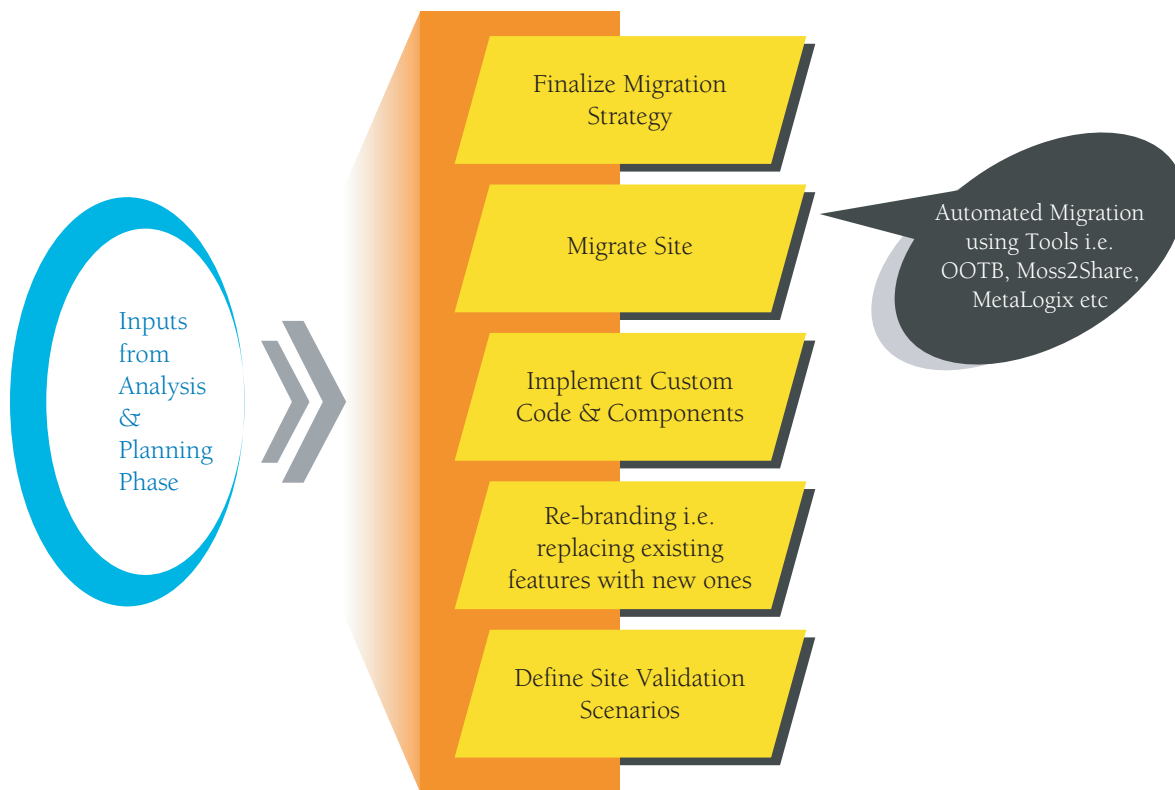 Inputs
from
Analysis
&
Planning
Phase
Finalize Migration
Strategy
Migrate Site
Implement Custom
Code & Components
Re-branding i.e.
replacing existing
features with new ones
Define Site Validation
Scenarios
Automated Migration
using Tools i.e.
OOTB, Moss2Share,
MetaLogix etc